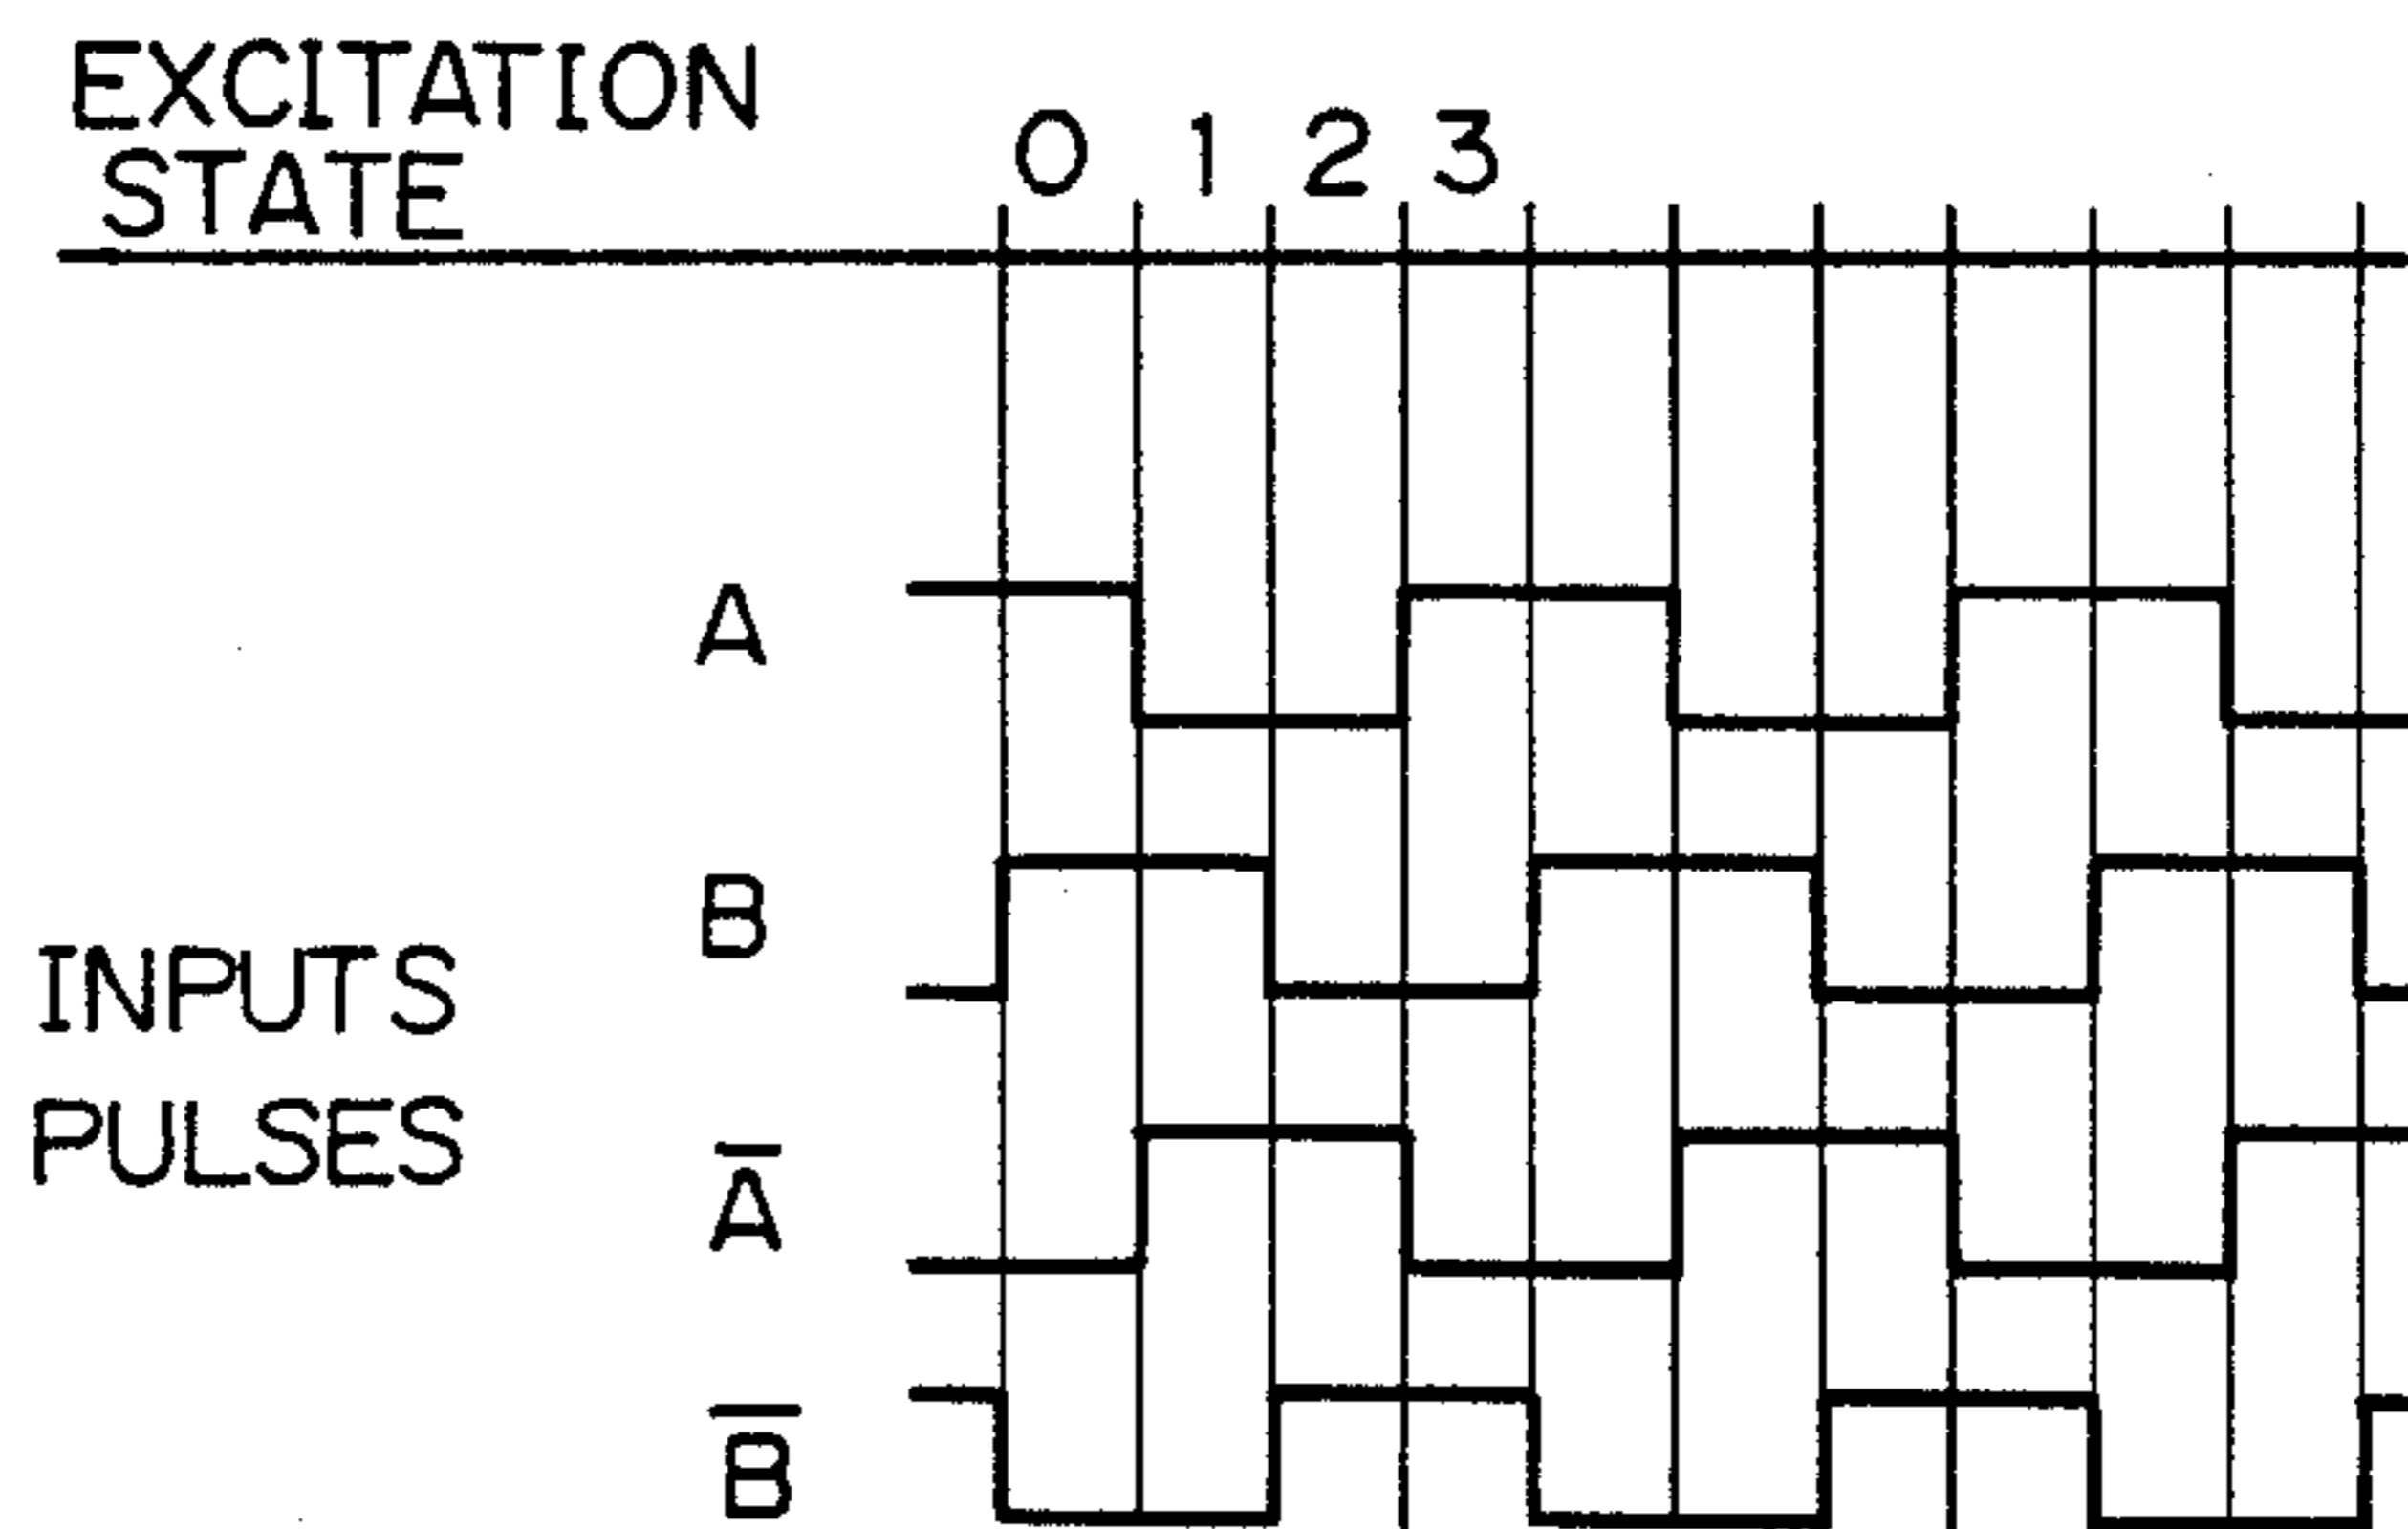 EXCITATION
STATE
0 1 2 3
A
B
INPUTS
PULSES
A̅
B̅